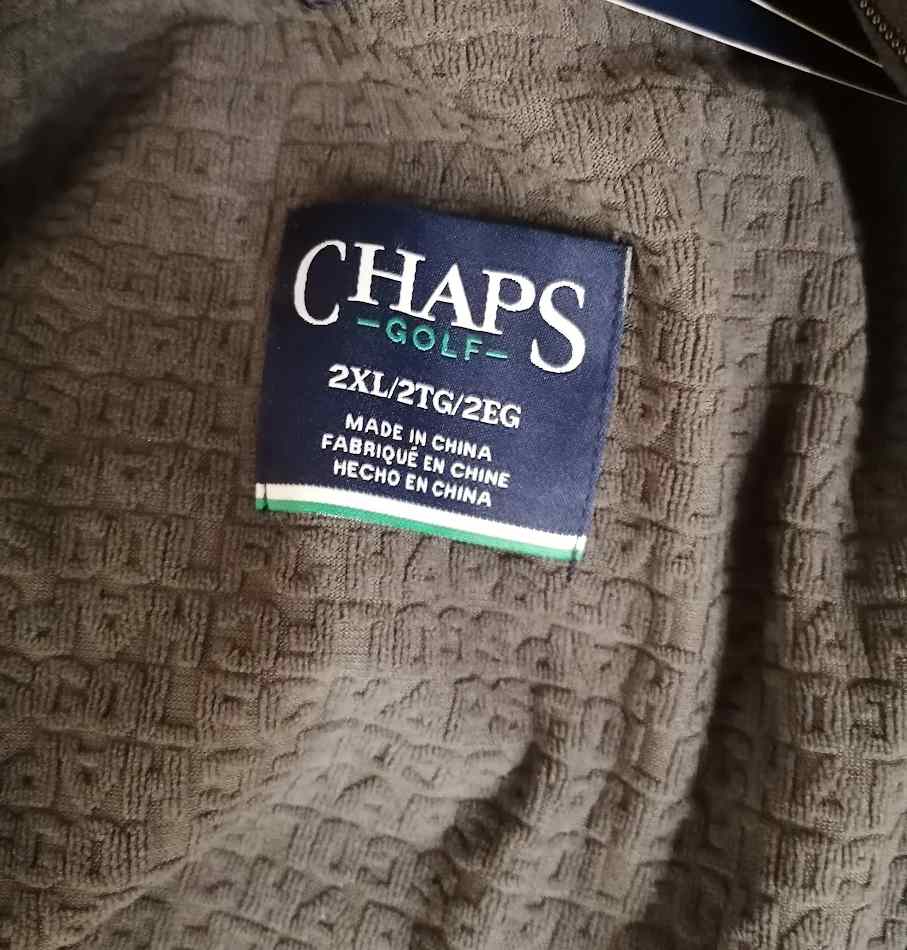 CHAPS
-GOLF-
2XL/2TG/2EG
MADE IN CHINA
FABRIQUÉ EN CHINE
HECHO EN CHINA